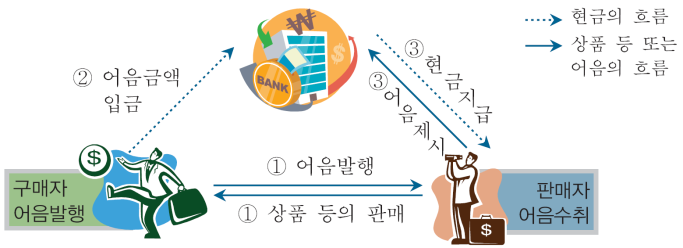 현금의 흐름
상품 등 또는
어음의 흐름
₩
$
BANK
② 어음금액
입금
③ 현금지급
③ 어음제시
$
구매자
어음발행
① 어음발행
① 상품 등의 판매
판매자
어음수취
$